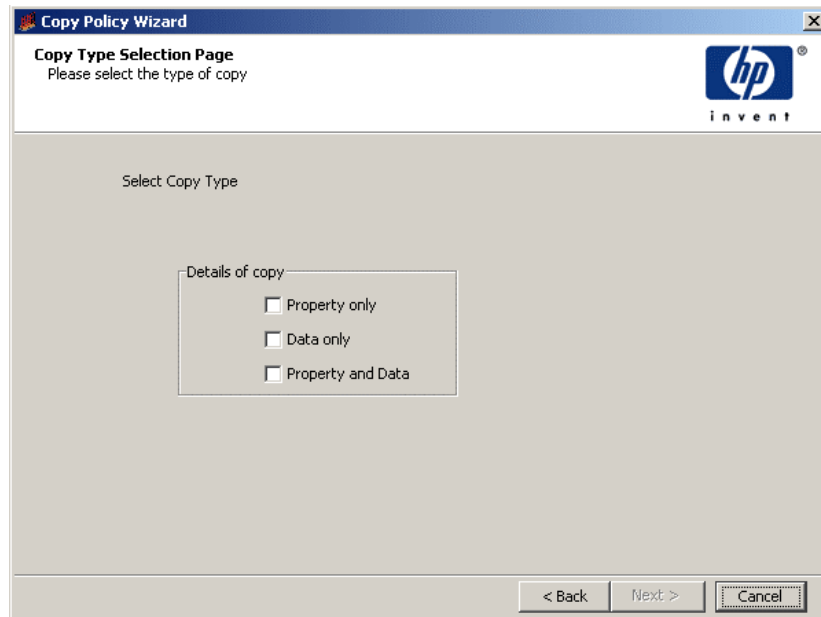 Copy Policy Wizard
Copy Type Selection Page
Please select the type of copy
hp
®
invent
Select Copy Type
Details of copy
Property only
Data only
Property and Data
< Back
Next >
Cancel